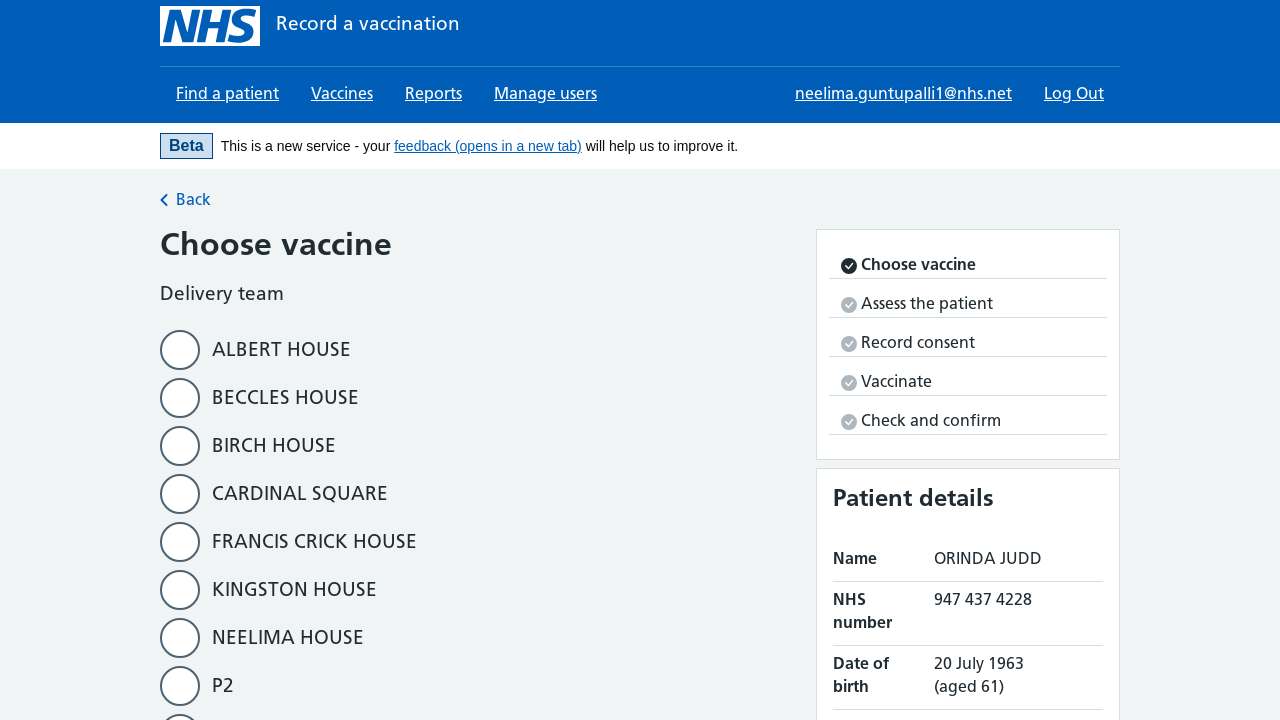 NHS Record a vaccination
Find a patient Vaccines Reports Manage users neelima.guntupalli1@nhs.net Log Out
Beta This is a new service - your feedback (opens in a new tab) will help us to improve it.
Back
Choose vaccine
Delivery team
ALBERT HOUSE
BECCLES HOUSE
BIRCH HOUSE
CARDINAL SQUARE
FRANCIS CRICK HOUSE
KINGSTON HOUSE
NEELIMA HOUSE
P2
Choose vaccine
Assess the patient
Record consent
Vaccinate
Check and confirm
Patient details
Name ORINDA JUDD
NHS 947 437 4228
number
Date of 20 July 1963
birth (aged 61)